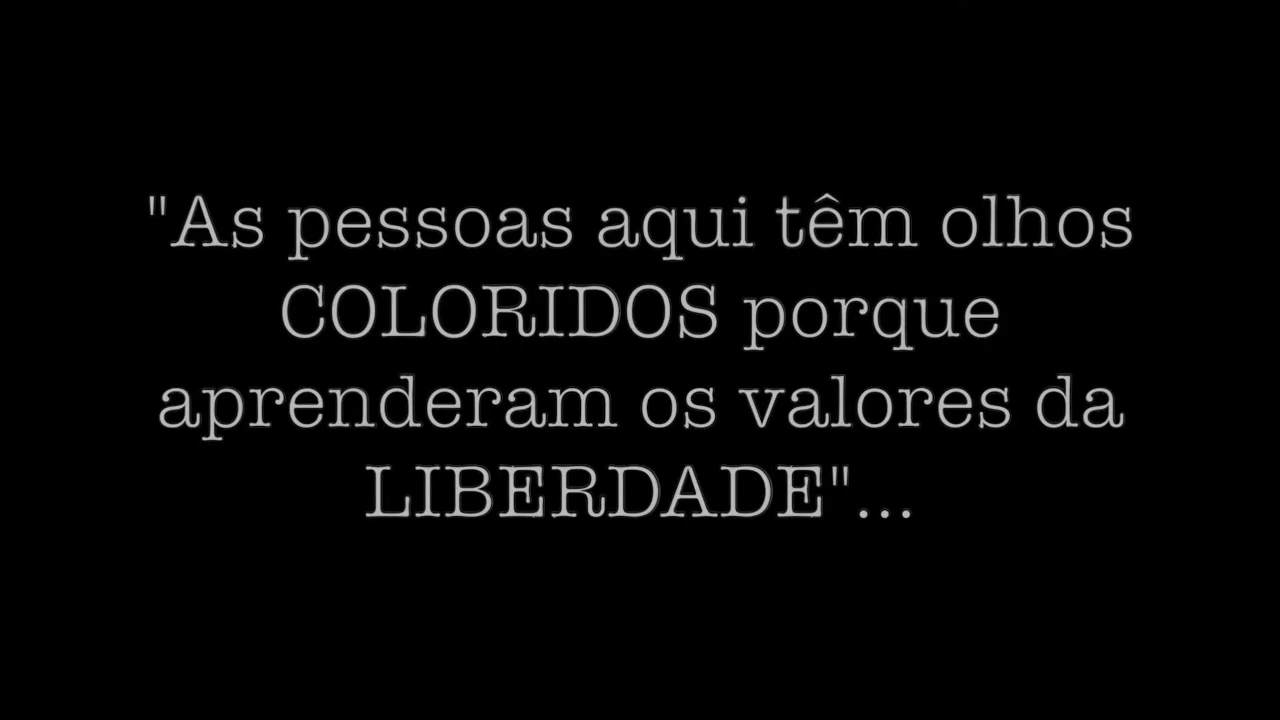 "As pessoas aqui têm olhos
COLORIDOS porque
aprenderam os valores da
LIBERDADE"...